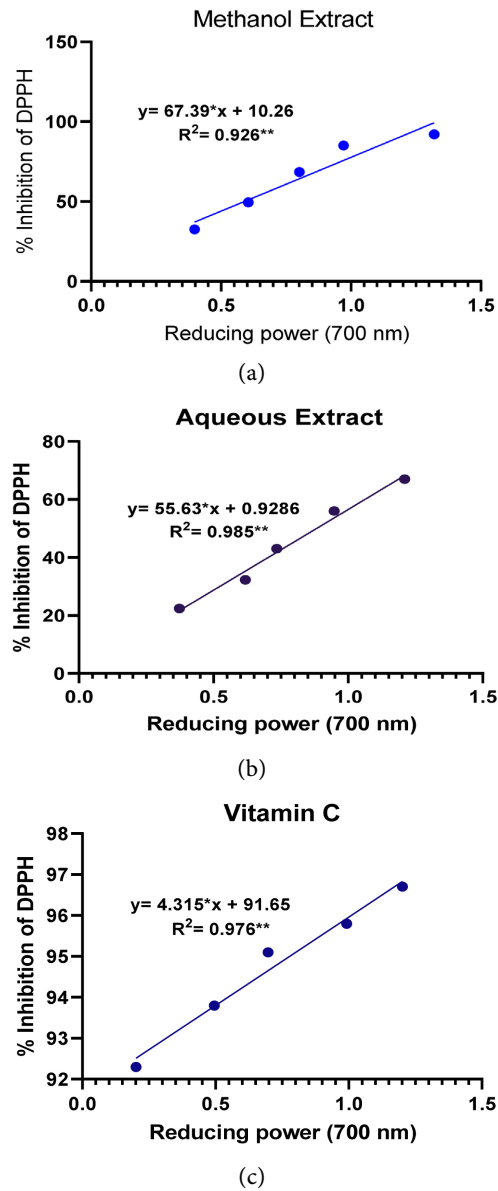 Methanol Extract
150
100
50
0
% Inhibition of DPPH
y= 67.39*x + 10.26
R²= 0.926**
0.0 0.5 1.0 1.5
Reducing power (700 nm)
(a)
Aqueous Extract
80
60
40
20
0
% Inhibition of DPPH
y= 55.63*x + 0.9286
R²= 0.985**
0.0 0.5 1.0 1.5
Reducing power (700 nm)
(b)
Vitamin C
98
97
96
95
94
93
92
% Inhibition of DPPH
y= 4.315*x + 91.65
R²= 0.976**
0.0 0.5 1.0 1.5
Reducing power (700 nm)
(c)